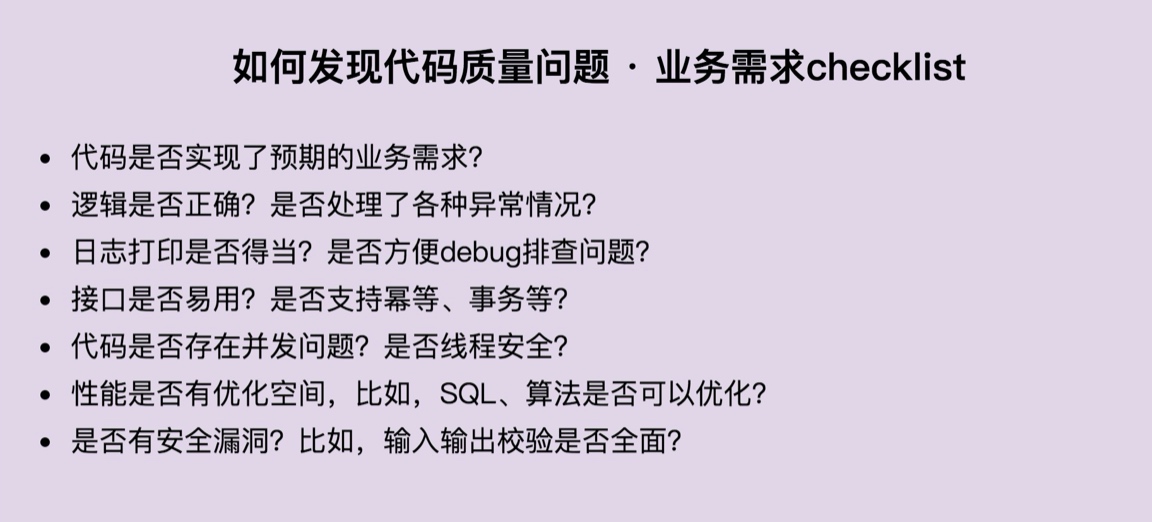 如何发现代码质量问题 · 业务需求checklist
• 代码是否实现了预期的业务需求？
• 逻辑是否正确？是否处理了各种异常情况？
• 日志打印是否得当？是否方便debug排查问题？
• 接口是否易用？是否支持幂等、事务等？
• 代码是否存在并发问题？是否线程安全？
• 性能是否有优化空间，比如，SQL、算法是否可以优化？
• 是否有安全漏洞？比如，输入输出校验是否全面？